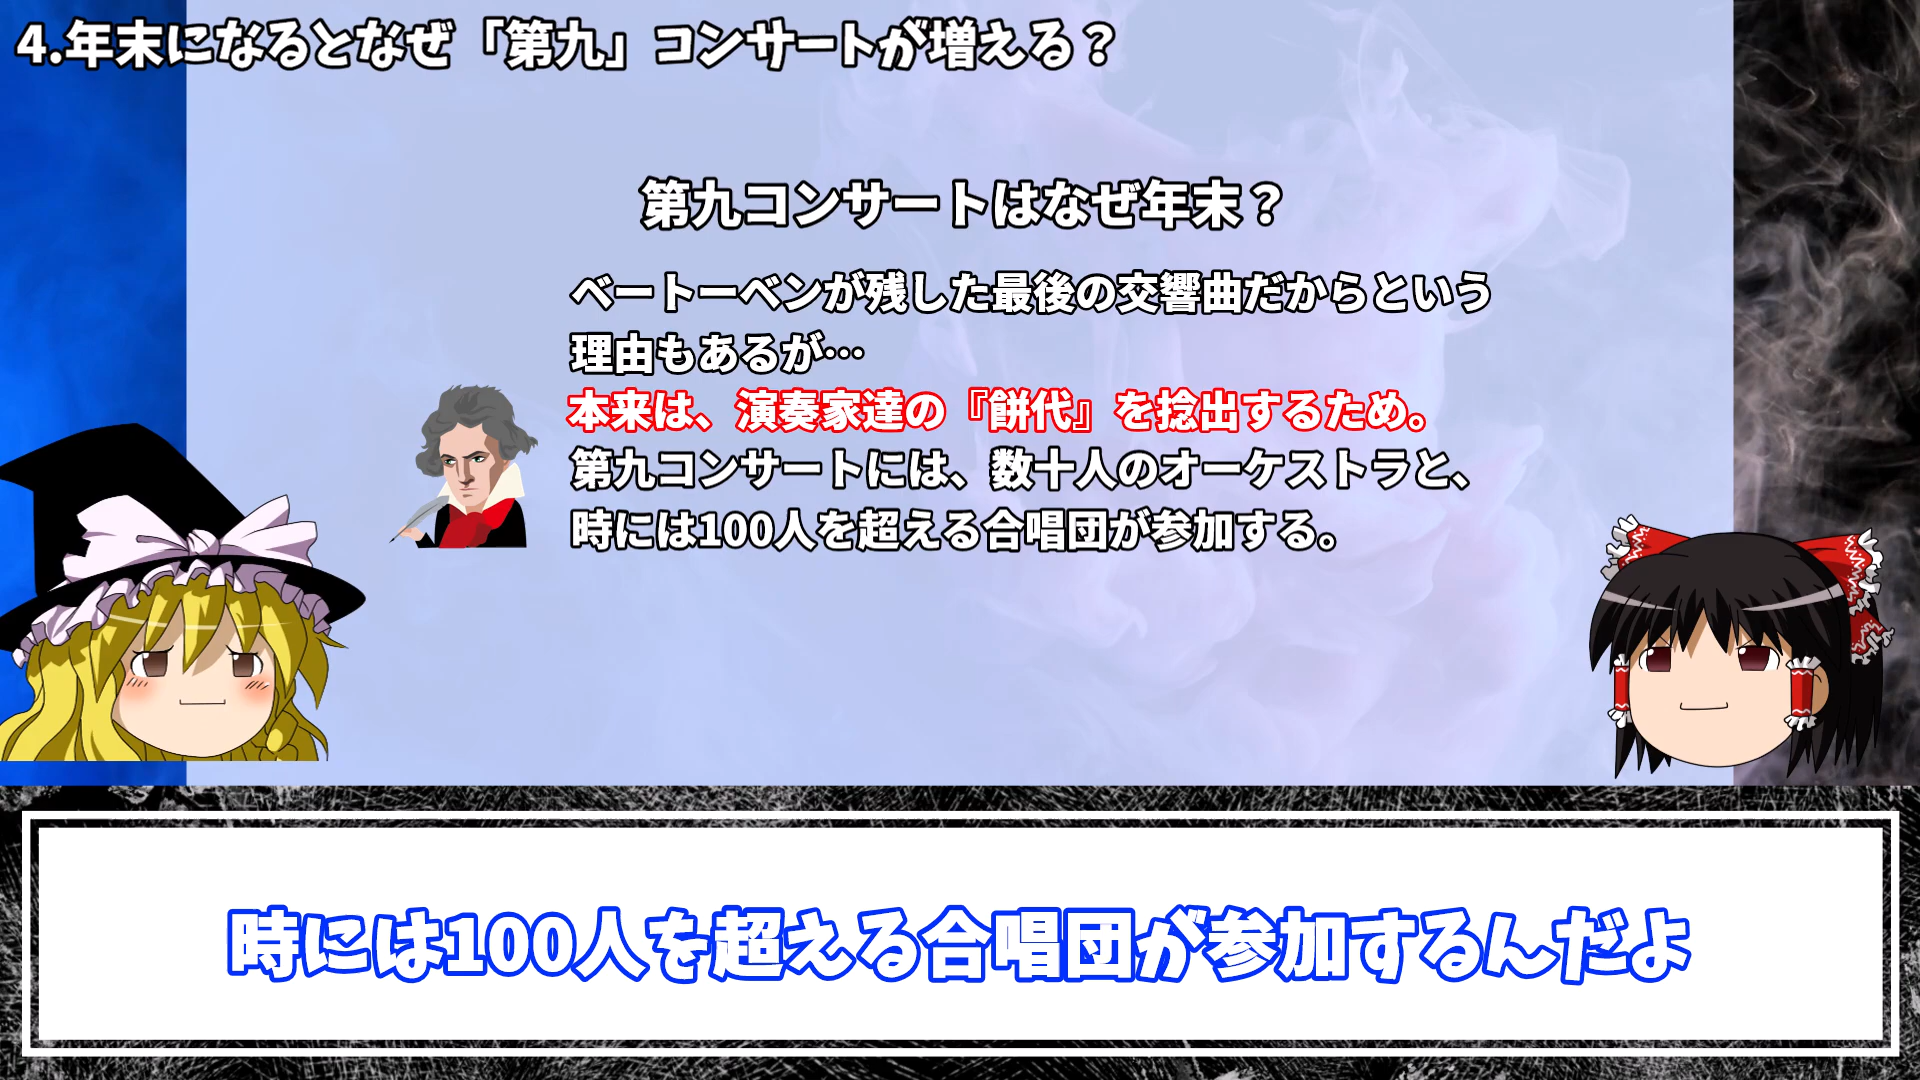 4.年末になるとなぜ「第九」コンサートが増える？
第九コンサートはなぜ年末？
ベートーベンが残した最後の交響曲だからという
理由もあるが…
本来は、演奏家達の『餅代』を捻出するため。
第九コンサートには、数十人のオーケストラと、
時には100人を超える合唱団が参加する。
時には100人を超える合唱団が参加するんだよ